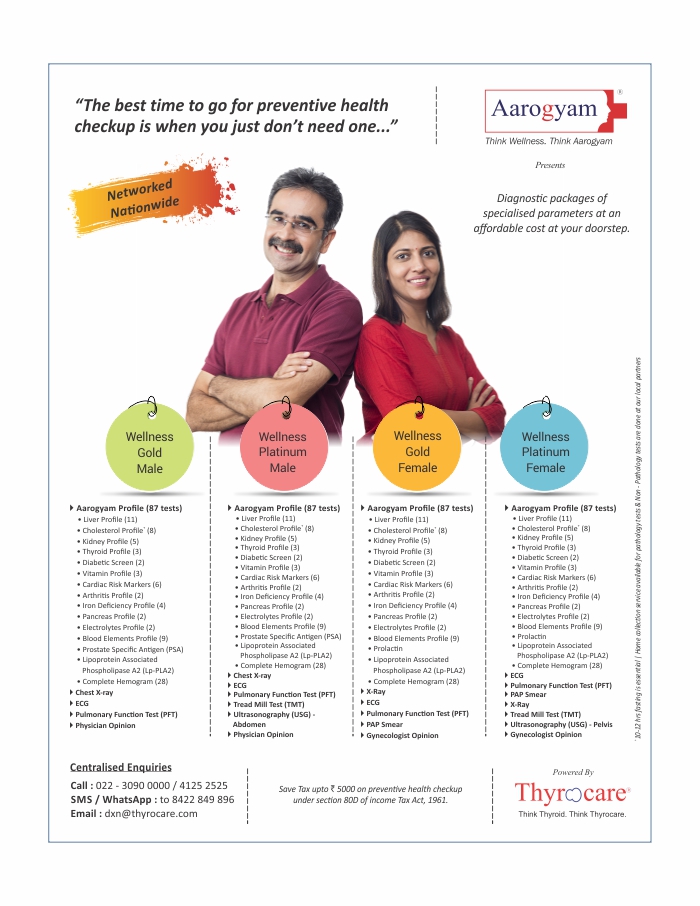 “The best time to go for preventive health
checkup is when you just don’t need one...”
Aarogyam®
Think Wellness. Think Aarogyam
Presents
Networked
Nationwide
Diagnostic packages of
specialised parameters at an
affordable cost at your doorstep.
Wellness
Gold
Male
Aarogyam Profile (87 tests)
• Liver Profile (11)
• Cholesterol Profile* (8)
• Kidney Profile (5)
• Thyroid Profile (3)
• Diabetic Screen (2)
• Vitamin Profile (3)
• Cardiac Risk Markers (6)
• Arthritis Profile (2)
• Iron Deficiency Profile (4)
• Pancreas Profile (2)
• Electrolytes Profile (2)
• Blood Elements Profile (9)
• Prostate Specific Antigen (PSA)
• Lipoprotein Associated
Phospholipase A2 (Lp-PLA2)
• Complete Hemogram (28)
Chest X-ray
ECG
Pulmonary Function Test (PFT)
Physician Opinion
Wellness
Platinum
Male
Aarogyam Profile (87 tests)
• Liver Profile (11)
• Cholesterol Profile* (8)
• Kidney Profile (5)
• Thyroid Profile (3)
• Diabetic Screen (2)
• Vitamin Profile (3)
• Cardiac Risk Markers (6)
• Arthritis Profile (2)
• Iron Deficiency Profile (4)
• Pancreas Profile (2)
• Electrolytes Profile (2)
• Blood Elements Profile (9)
• Prostate Specific Antigen (PSA)
• Lipoprotein Associated
Phospholipase A2 (Lp-PLA2)
• Complete Hemogram (28)
Chest X-ray
ECG
Pulmonary Function Test (PFT)
Tread Mill Test (TMT)
Ultrasonography (USG) -
Abdomen
Physician Opinion
Wellness
Gold
Female
Aarogyam Profile (87 tests)
• Liver Profile (11)
• Cholesterol Profile* (8)
• Kidney Profile (5)
• Thyroid Profile (3)
• Diabetic Screen (2)
• Vitamin Profile (3)
• Cardiac Risk Markers (6)
• Arthritis Profile (2)
• Iron Deficiency Profile (4)
• Pancreas Profile (2)
• Electrolytes Profile (2)
• Blood Elements Profile (9)
• Prolactin
• Lipoprotein Associated
Phospholipase A2 (Lp-PLA2)
• Complete Hemogram (28)
X-Ray
ECG
Pulmonary Function Test (PFT)
PAP Smear
Gynecologist Opinion
Wellness
Platinum
Female
Aarogyam Profile (87 tests)
• Liver Profile (11)
• Cholesterol Profile* (8)
• Kidney Profile (5)
• Thyroid Profile (3)
• Diabetic Screen (2)
• Vitamin Profile (3)
• Cardiac Risk Markers (6)
• Arthritis Profile (2)
• Iron Deficiency Profile (4)
• Pancreas Profile (2)
• Electrolytes Profile (2)
• Blood Elements Profile (9)
• Prolactin
• Lipoprotein Associated
Phospholipase A2 (Lp-PLA2)
• Complete Hemogram (28)
ECG
Pulmonary Function Test (PFT)
PAP Smear
X-Ray
Tread Mill Test (TMT)
Ultrasonography (USG) - Pelvis
Gynecologist Opinion
*10-12 hrs fasting is essential | Home collection service available for pathology tests & Non - Pathology tests are done at our local partners
Centralised Enquiries
Call : 022 - 3090 0000 / 4125 2525
SMS / WhatsApp : to 8422 849 896
Email : dxn@thyrocare.com
Save Tax upto ₹ 5000 on preventive health checkup
under section 80D of income Tax Act, 1961.
Powered By
Thyrocare®
Think Thyroid. Think Thyrocare.